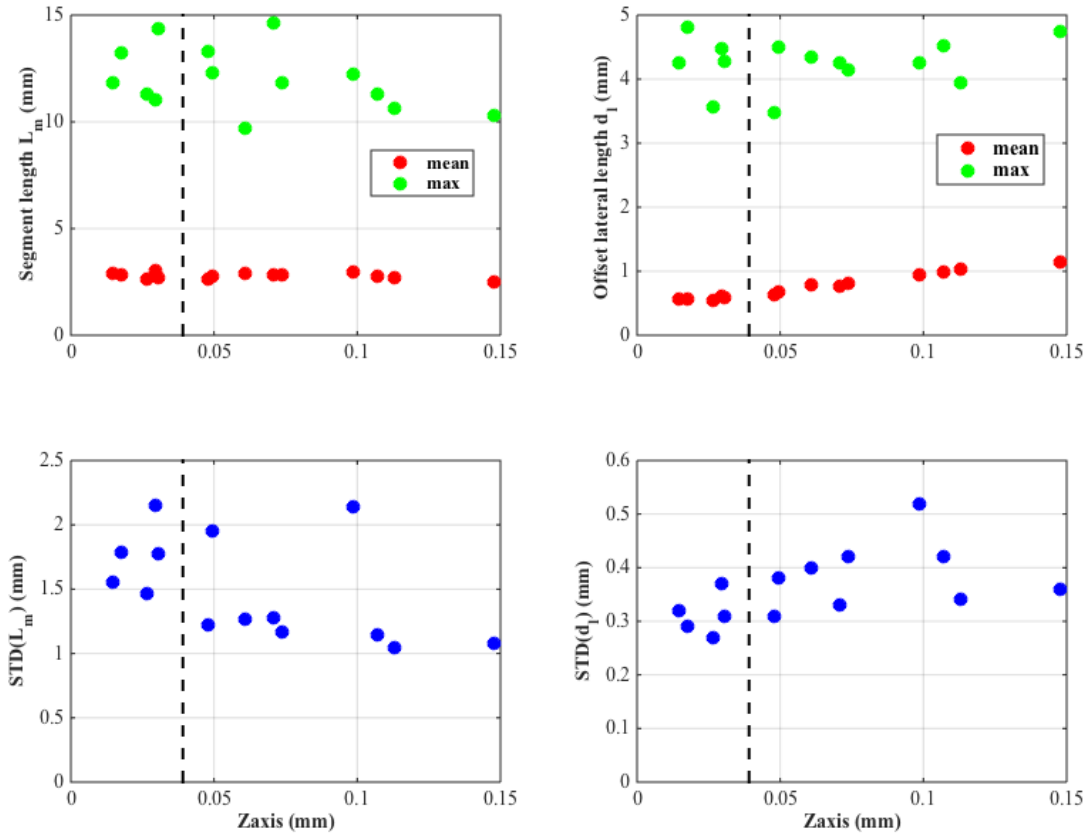 Segment length L_m (mm)
15
10
5
0
0 0.05 0.1 0.15
mean
max
Offset lateral length d_l (mm)
5
4
3
2
1
0
0 0.05 0.1 0.15
mean
max
STD(L_m) (mm)
2.5
2
1.5
1
0.5
0
0 0.05 0.1 0.15
Zaxis (mm)
STD(d_l) (mm)
0.6
0.5
0.4
0.3
0.2
0.1
0
0 0.05 0.1 0.15
Zaxis (mm)